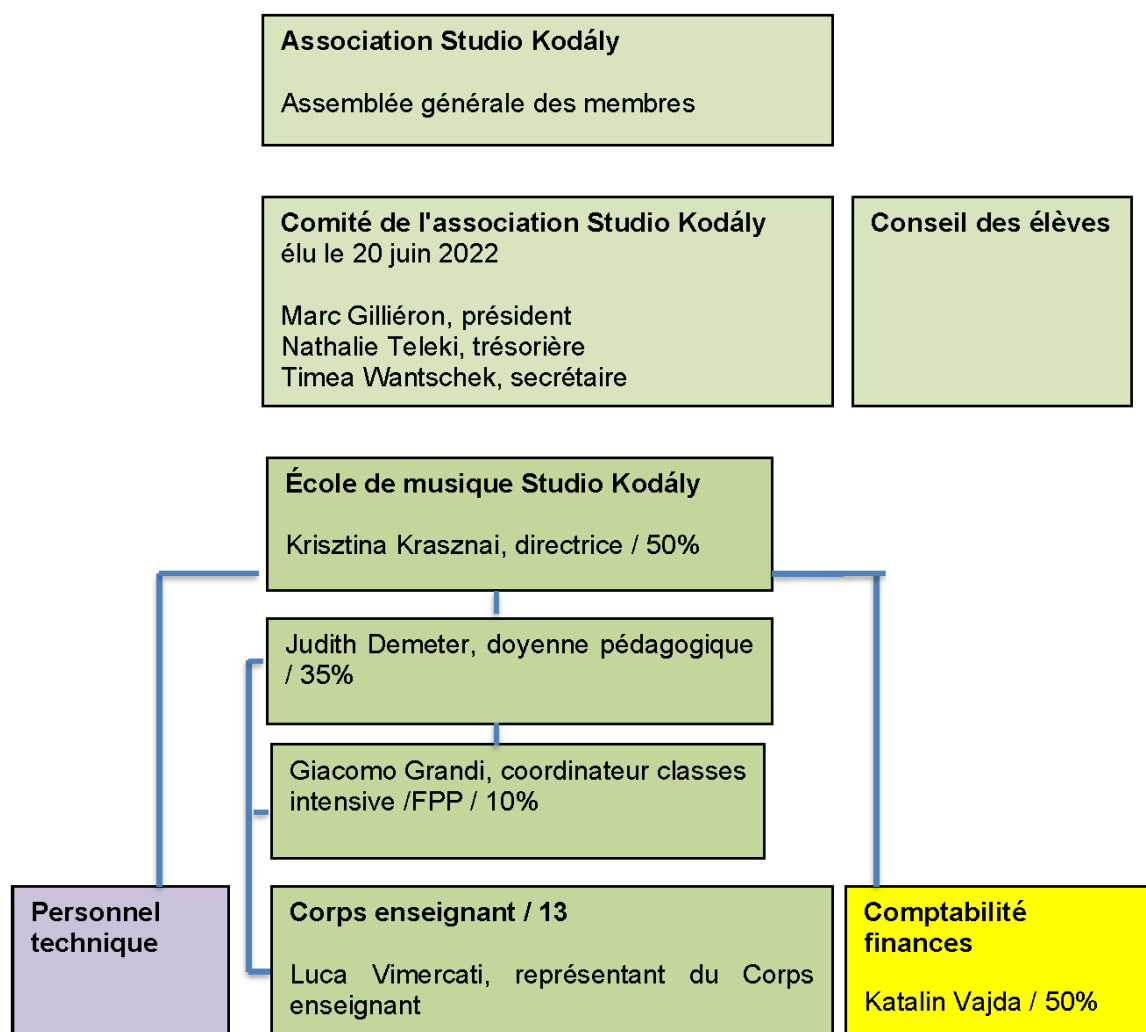 Association Studio Kodály
Assemblée générale des membres
Comité de l'association Studio Kodály
élu le 20 juin 2022
Marc Gilliéron, président
Nathalie Teleki, trésorière
Timea Wantschek, secrétaire
Conseil des élèves
École de musique Studio Kodály
Krisztina Krasznai, directrice / 50%
Judith Demeter, doyenne pédagogique
/ 35%
Giacomo Grandi, coordinateur classes
intensive /FPP / 10%
Personnel
technique
Corps enseignant / 13
Luca Vimercati, représentant du Corps
enseignant
Comptabilité
finances
Katalin Vajda / 50%